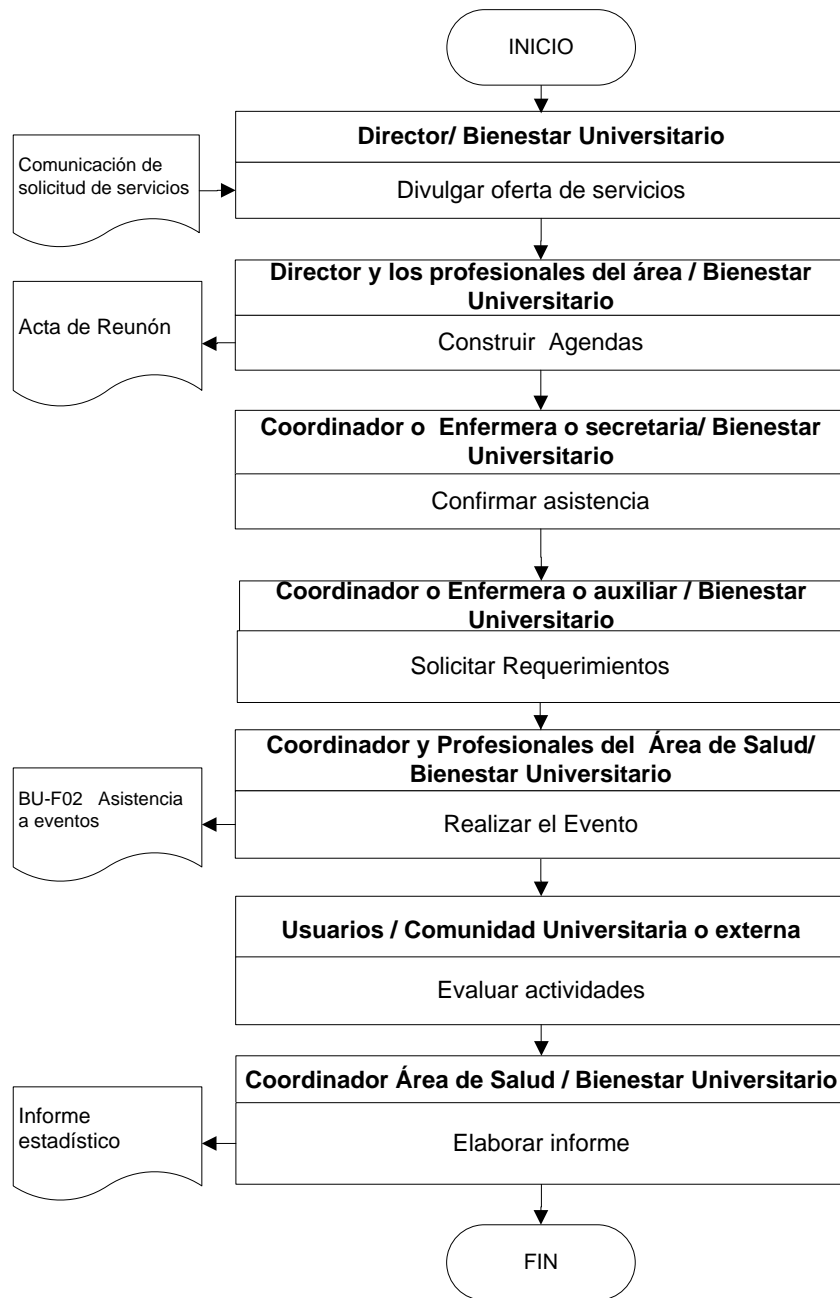 INICIO
Director/ Bienestar Universitario
Comunicación de
solicitud de servicios
Divulgar oferta de servicios
Director y los profesionales del área / Bienestar
Universitario
Acta de Reunón
Construir Agendas
Coordinador o Enfermera o secretaria/ Bienestar
Universitario
Confirmar asistencia
Coordinador o Enfermera o auxiliar / Bienestar
Universitario
Solicitar Requerimientos
Coordinador y Profesionales del Área de Salud/
Bienestar Universitario
BU-F02 Asistencia
a eventos
Realizar el Evento
Usuarios / Comunidad Universitaria o externa
Evaluar actividades
Coordinador Área de Salud / Bienestar Universitario
Informe
estadístico
Elaborar informe
FIN